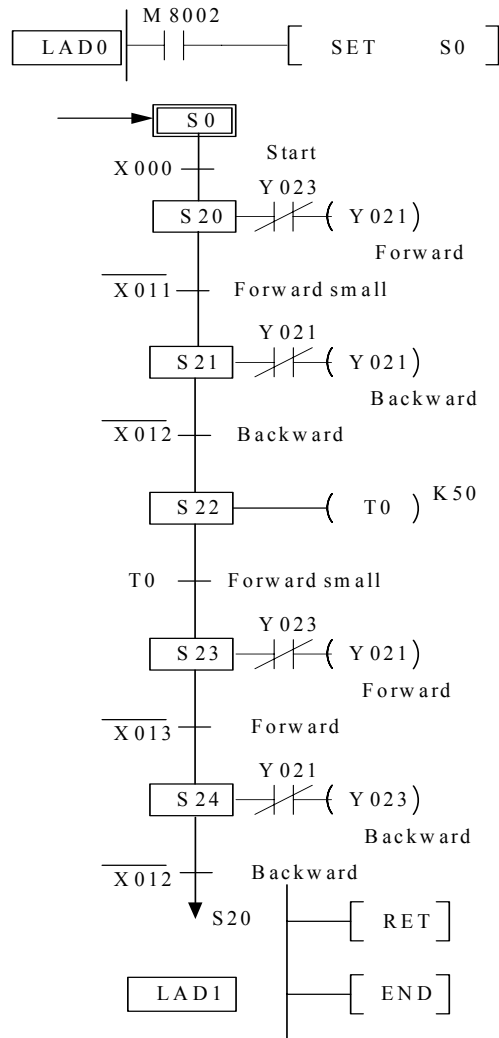 M8002
LAD0 SET S0
S0
Start
X000
Y023
S20 Y021
Forward
X011 Forward small
Y021
S21 Y021
Backward
X012 Backward
S22 T0 K50
T0 Forward small
Y023
S23 Y021
Forward
X013 Forward
Y021
S24 Y023
Backward
X012 Backward
S20 RET
LAD1 END